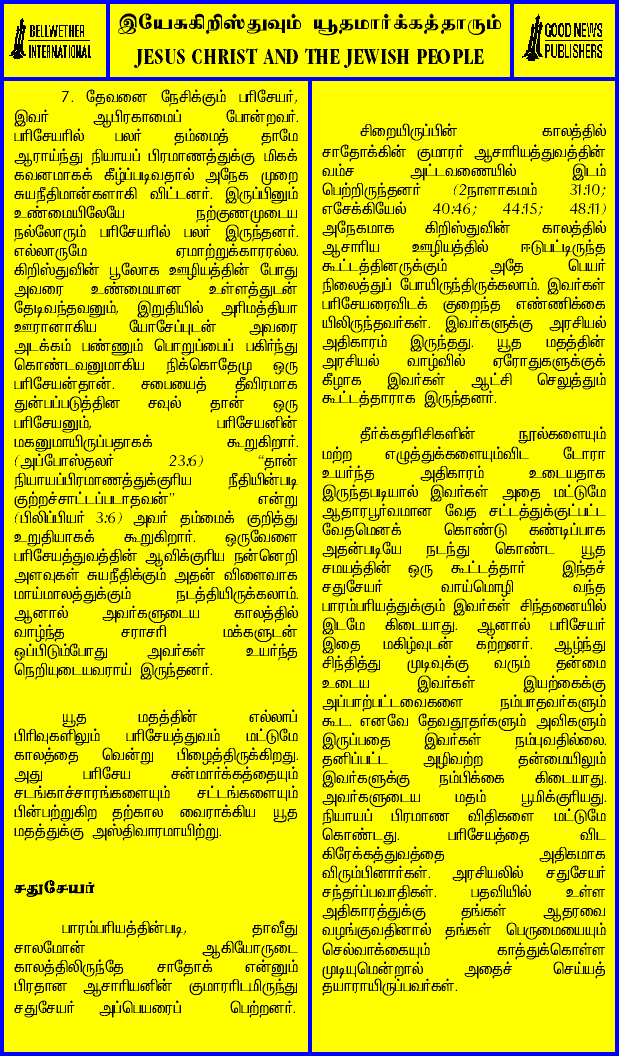 BELLWETHER
INTERNATIONAL
இயேசுகிறிஸ்துவும் யூதமார்க்கத்தாரும்
JESUS CHRIST AND THE JEWISH PEOPLE
GOOD NEWS
PUBLISHERS
7. தேவனை நேசிக்கும் பரிசேயர்,
இவர் ஆபிரகாமைப் போன்றவர்.
பரிசேயரில் பலர் தம்மைத் தாமே
ஆராய்ந்து நியாயப் பிரமாணத்துக்கு மிகக்
கவனமாகக் கீழ்ப்படிவதால் அநேக முறை
சுயநீதிமான்களாகி விட்டனர். இருப்பினும்
உண்மையிலேயே நற்குணமுடைய
நல்லோரும் பரிசேயரில் பலர் இருந்தனர்.
எல்லாருமே ஏமாற்றுக்காரரல்ல.
கிறிஸ்துவின் பூலோக ஊழியத்தின் போது
அவரை உண்மையான உள்ளத்துடன்
தேடிவந்தவனும், இறுதியில் அரிமத்தியா
ஊரானாகிய யோசேப்புடன் அவரை
அடக்கம் பண்ணும் பொறுப்பைப் பகிர்ந்து
கொண்டவனுமாகிய நிக்கொதேமு ஒரு
பரிசேயன்தான். சபையைத் தீவிரமாக
துன்பப்படுத்தின சவுல் தான் ஒரு
பரிசேயனும், பரிசேயனின்
மகனுமாயிருப்பதாகக் கூறுகிறார்.
(அப்போஸ்தலர் 23:6) “தான்
நியாயப்பிரமாணத்துக்குரிய நீதியின்படி
குற்றச்சாட்டப்படாதவன்” என்று
(பிலிப்பியர் 3:6) அவர் தம்மைக் குறித்து
உறுதியாகக் கூறுகிறார். ஒருவேளை
பரிசேயத்துவத்தின் ஆவிக்குரிய நன்னெறி
அளவுகள் சுயநீதிக்கும் அதன் விளைவாக
மாய்மாலத்துக்கும் நடத்தியிருக்கலாம்.
ஆனால் அவர்களுடைய காலத்தில்
வாழ்ந்த சராசரி மக்களுடன்
ஒப்பிடும்போது அவர்கள் உயர்ந்த
நெறியுடையவராய் இருந்தனர்.
யூத மதத்தின் எல்லாப்
பிரிவுகளிலும் பரிசேயத்துவம் மட்டுமே
காலத்தை வென்று பிழைத்திருக்கிறது.
அது பரிசேய சன்மார்க்கத்தையும்
சடங்காச்சாரங்களையும் சட்டங்களையும்
பின்பற்றுகிற தற்கால வைராக்கிய யூத
மதத்துக்கு அஸ்திவாரமாயிற்று.
சதுசேயர்
பாரம்பரியத்தின்படி, தாவீது
சாலமோன் ஆகியோருடை
காலத்திலிருந்தே சாதோக் என்னும்
பிரதான ஆசாரியனின் குமாரரிடமிருந்து
சதுசேயர் அப்பெயரைப் பெற்றனர்.
சிறையிருப்பின் காலத்தில்
சாதோக்கின் குமாரர் ஆசாரியத்துவத்தின்
வம்ச அட்டவணையில் இடம்
பெற்றிருந்தனர் (2நாளாகமம் 31:10;
எசேக்கியேல் 40:46; 44:15; 48:11)
அநேகமாக கிறிஸ்துவின் காலத்தில்
ஆசாரிய ஊழியத்தில் ஈடுபட்டிருந்த
கூட்டத்தினருக்கும் அதே பெயர்
நிலைத்துப் போயிருந்திருக்கலாம். இவர்கள்
பரிசேயரைவிடக் குறைந்த எண்ணிக்கை
யிலிருந்தவர்கள். இவர்களுக்கு அரசியல்
அதிகாரம் இருந்தது. யூத மதத்தின்
அரசியல் வாழ்வில் ஏரோதுகளுக்குக்
கீழாக இவர்கள் ஆட்சி செலுத்தும்
கூட்டத்தாராக இருந்தனர்.
தீர்க்கதரிசிகளின் நூல்களையும்
மற்ற எழுத்துக்களையும்விட டோரா
உயர்ந்த அதிகாரம் உடையதாக
இருந்தபடியால் இவர்கள் அதை மட்டுமே
ஆதாரபூர்வமான வேத சட்டத்துக்குட்பட்ட
வேதமெனக் கொண்டு கண்டிப்பாக
அதன்படியே நடந்து கொண்ட யூத
சமயத்தின் ஒரு கூட்டத்தார் இந்தச்
சதுசேயர் வாய்மொழி வந்த
பாரம்பரியத்துக்கும் இவர்கள் சிந்தனையில்
இடமே கிடையாது. ஆனால் பரிசேயர்
இதை மகிழ்வுடன் கற்றனர். ஆழ்ந்து
சிந்தித்து முடிவுக்கு வரும் தன்மை
உடைய இவர்கள் இயற்கைக்கு
அப்பாற்பட்டவைகளை நம்பாதவர்களும்
கூட. எனவே தேவதூதர்களும் அவிகளும்
இருப்பதை இவர்கள் நம்புவதில்லை.
தனிப்பட்ட அழிவற்ற தன்மையிலும்
இவர்களுக்கு நம்பிக்கை கிடையாது.
அவர்களுடைய மதம் பூமிக்குரியது.
நியாயப் பிரமாண விதிகளை மட்டுமே
கொண்டது. பரிசேயத்தை விட
கிரேக்கத்துவத்தை அதிகமாக
விரும்பினார்கள். அரசியலில் சதுசேயர்
சந்தர்ப்பவாதிகள். பதவியில் உள்ள
அதிகாரத்துக்கு தங்கள் ஆதரவை
வழங்குவதினால் தங்கள் பெருமையையும்
செல்வாக்கையும் காத்துக்கொள்ள
முடியுமென்றால் அதைச் செய்யத்
தயாராயிருப்பவர்கள்.